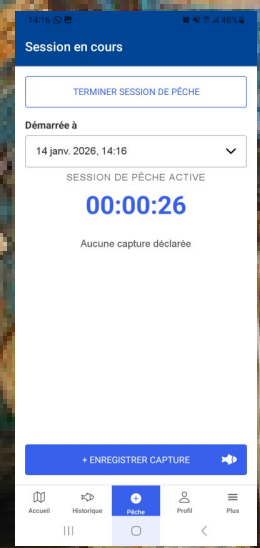 14:16
46%
Session en cours
TERMINER SESSION DE PÊCHE
Démarrée à
14 janv. 2026, 14:16
SESSION DE PÊCHE ACTIVE
00:00:26
Aucune capture déclarée
+ ENREGISTRER CAPTURE
Accueil Historique Pêche Profil Plus